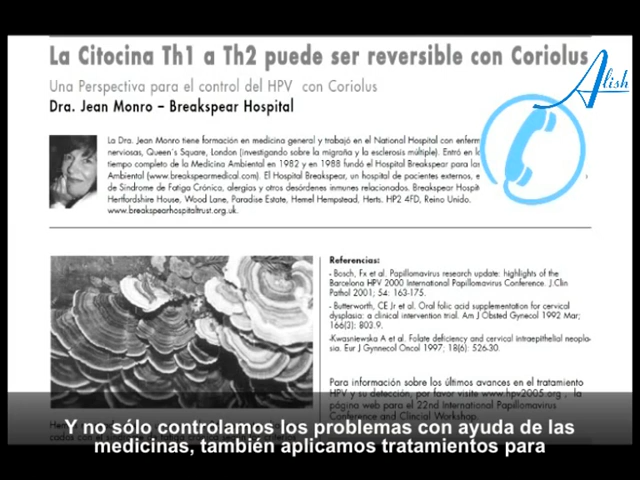 La Citocina Th1 a Th2 puede ser reversible con Coriolus
Una Perspectiva para el control del HPV con Coriolus
Dra. Jean Monro – Breakspear Hospital
Alish
La Dra. Jean Monro tiene formación en medicina general y trabajó en el National Hospital con enferm
nerviosas, Queen's Square, London (investigando sobre la migraña y la esclerosis múltiple). Entró en la
tiempo completo de la Medicina Ambiental en 1982 y en 1988 fundó el Hospital Breakspear para las
Ambiental (www.breakspearmedical.com). El Hospital Breakspear, un hospital de pacientes externos, e
de Síndrome de Fatiga Crónica, alergias y otros desórdenes inmunes relacionados. Breakspear Hospit
Hertfordshire House, Wood Lane, Paradise Estate, Hemel Hempstead, Herts. HP2 4FD, Reino Unido.
www.breakspearhospitaltrust.org.uk.
Referencias:
- Bosch, Fx et al. Papillomavirus research update: highlights of the
Barcelona HPV 2000 International Papillomavirus Conference. J Clin
Pathol 2001; 54: 163-175.
- Butterworth, CE Jr et al. Oral folic acid supplementation for cervical
dysplasia: a clinical intervention trial. Am J Obsted Gynecol 1992 Mar;
166(3): 803.9.
-Kwasniewska A et al. Folate deficiency and cervical intraepithelial neopla-
sia. Eur J Gynnecol Oncol 1997; 18(6): 526-30.
Para información sobre los últimos avances en el tratamiento
HPV y su detección, por favor visite www.hpv2005.org , la
página web para el 22nd International Papillomavirus
Conference and Clincial Workshop.
Y no sólo controlamos los problemas con ayuda de las
medicinas, también aplicamos tratamientos para